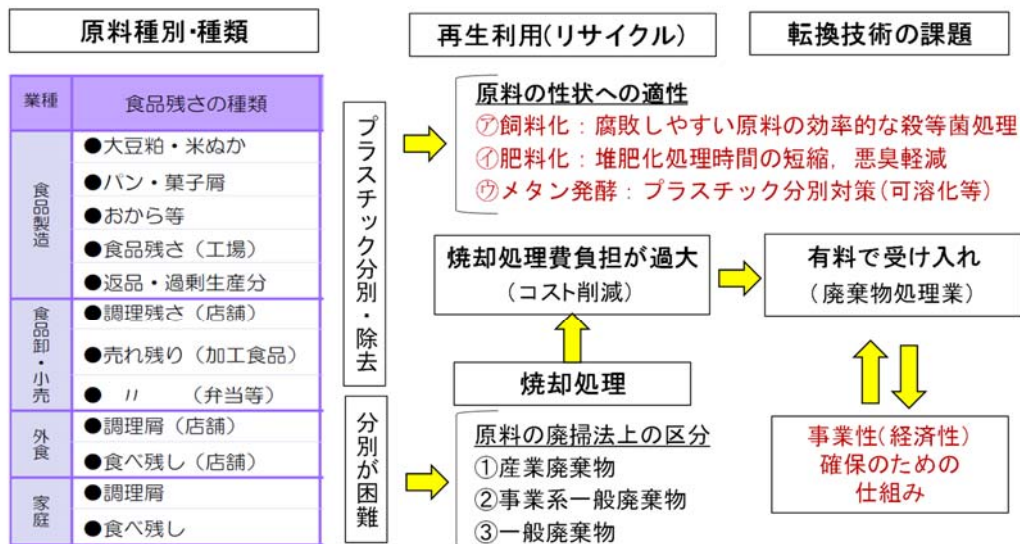 原料種別・種類
再生利用(リサイクル)
転換技術の課題
業種
食品残さの種類
食品製造
●大豆粕・米ぬか
●パン・菓子屑
●おから等
●食品残さ（工場）
●返品・過剰生産分
食品卸・小売
●調理残さ（店舗）
●売れ残り（加工食品）
● 〃 （弁当等）
外食
●調理屑（店舗）
●食べ残し（店舗）
家庭
●調理屑
●食べ残し
プラスチック分別・除去
分別が困難
原料の性状への適性
㋐飼料化：腐敗しやすい原料の効率的な殺等菌処理
㋑肥料化：堆肥化処理時間の短縮，悪臭軽減
㋒メタン発酵：プラスチック分別対策(可溶化等)
焼却処理費負担が過大
(コスト削減)
有料で受け入れ
(廃棄物処理業)
焼却処理
原料の廃掃法上の区分
①産業廃棄物
②事業系一般廃棄物
③一般廃棄物
事業性(経済性)
確保のための
仕組み